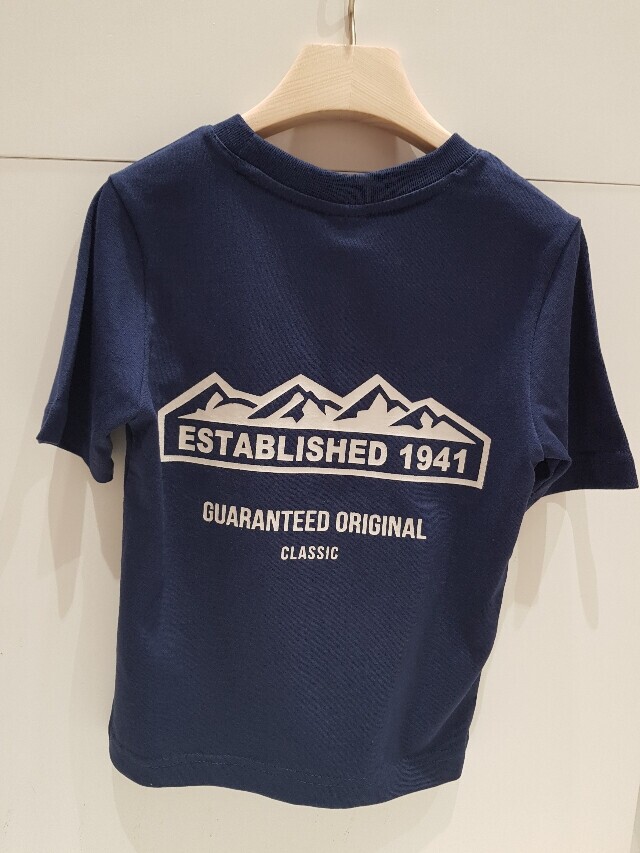 ESTABLISHED 1941
GUARANTEED ORIGINAL
CLASSIC